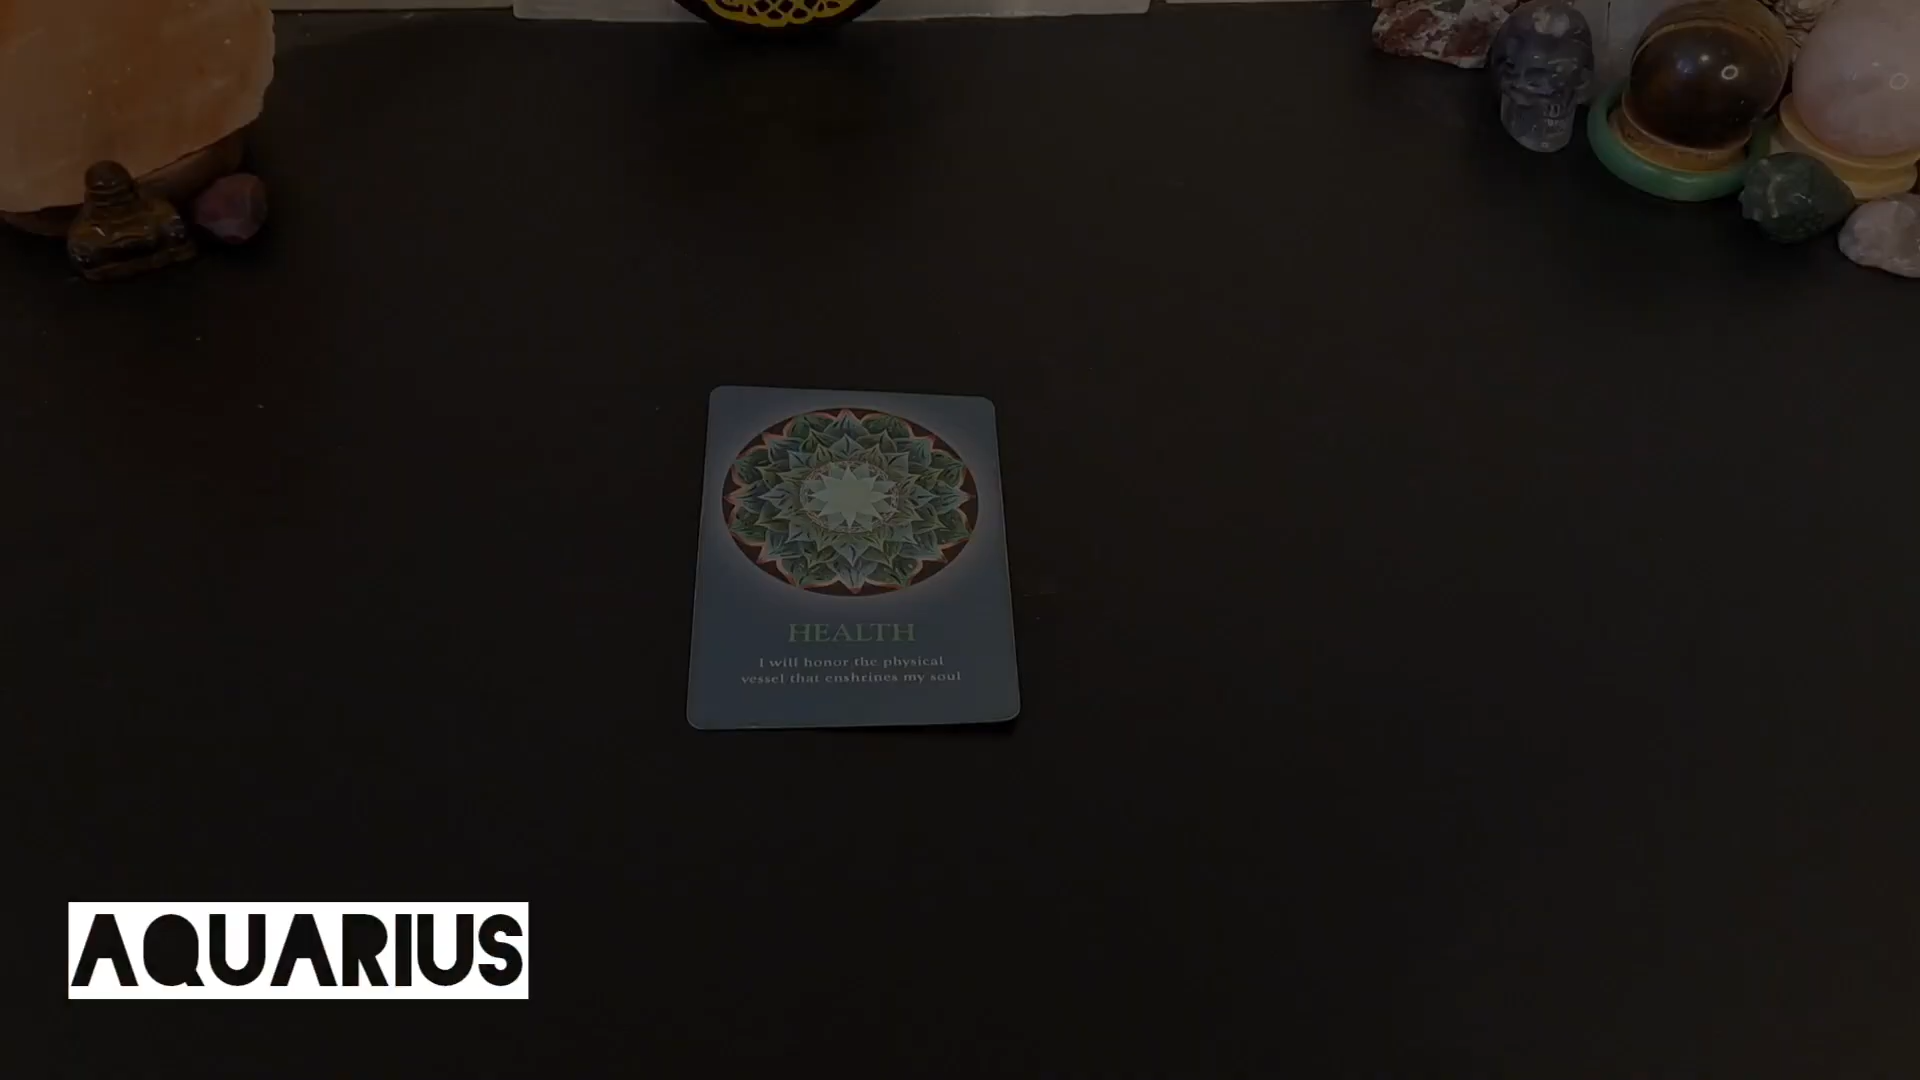 HEALTH
I will honor the physical
vessel that enshrines my soul
AQUARIUS